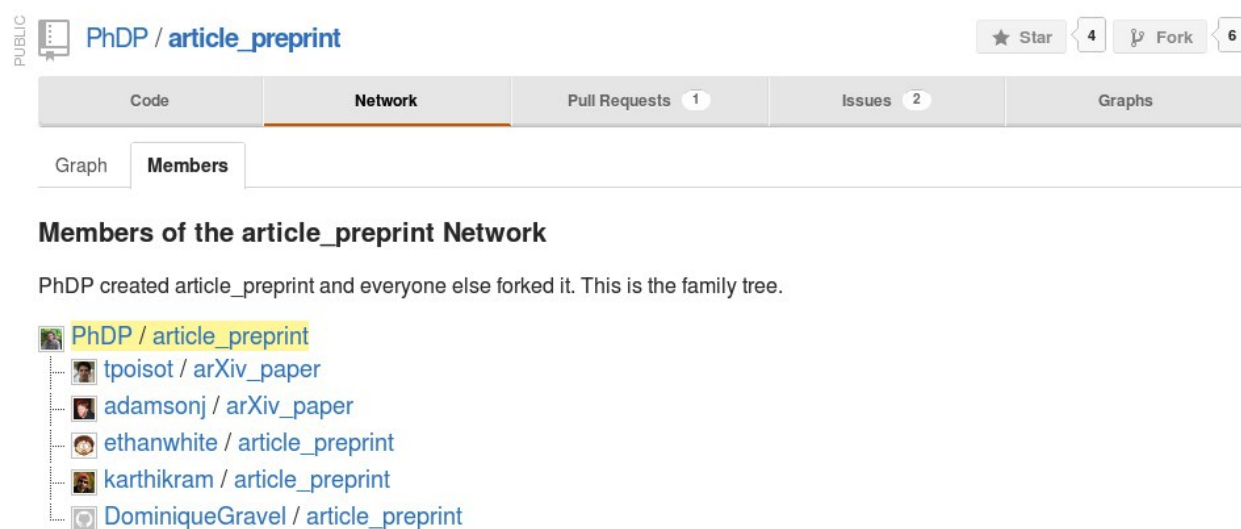 PUBLIC
PhDP / article_preprint
Star 4 Fork 6
Code Network Pull Requests 1 Issues 2 Graphs
Graph Members
Members of the article_preprint Network
PhDP created article_preprint and everyone else forked it. This is the family tree.
PhDP / article_preprint
tpoisot / arXiv_paper
adamsonj / arXiv_paper
ethanwhite / article_preprint
karthikram / article_preprint
DominiqueGravel / article_preprint